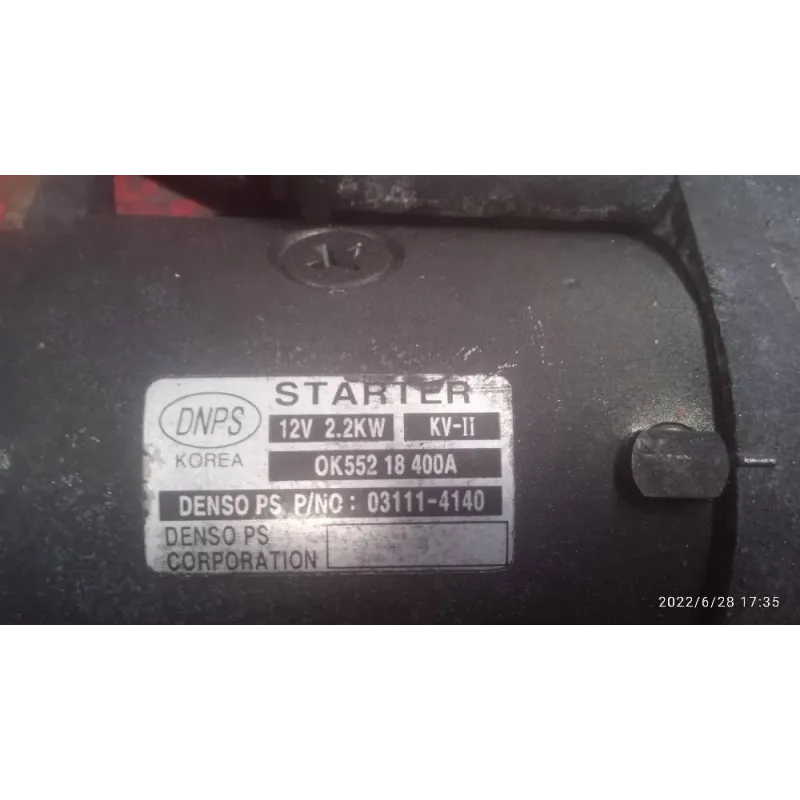 STARTER
DNPS
12V 2.2KW KV-II
KOREA
OK552 18 400A
DENSO PS P/NO: 03111-4140
DENSO PS
CORPORATION
2022/6/28 17:35